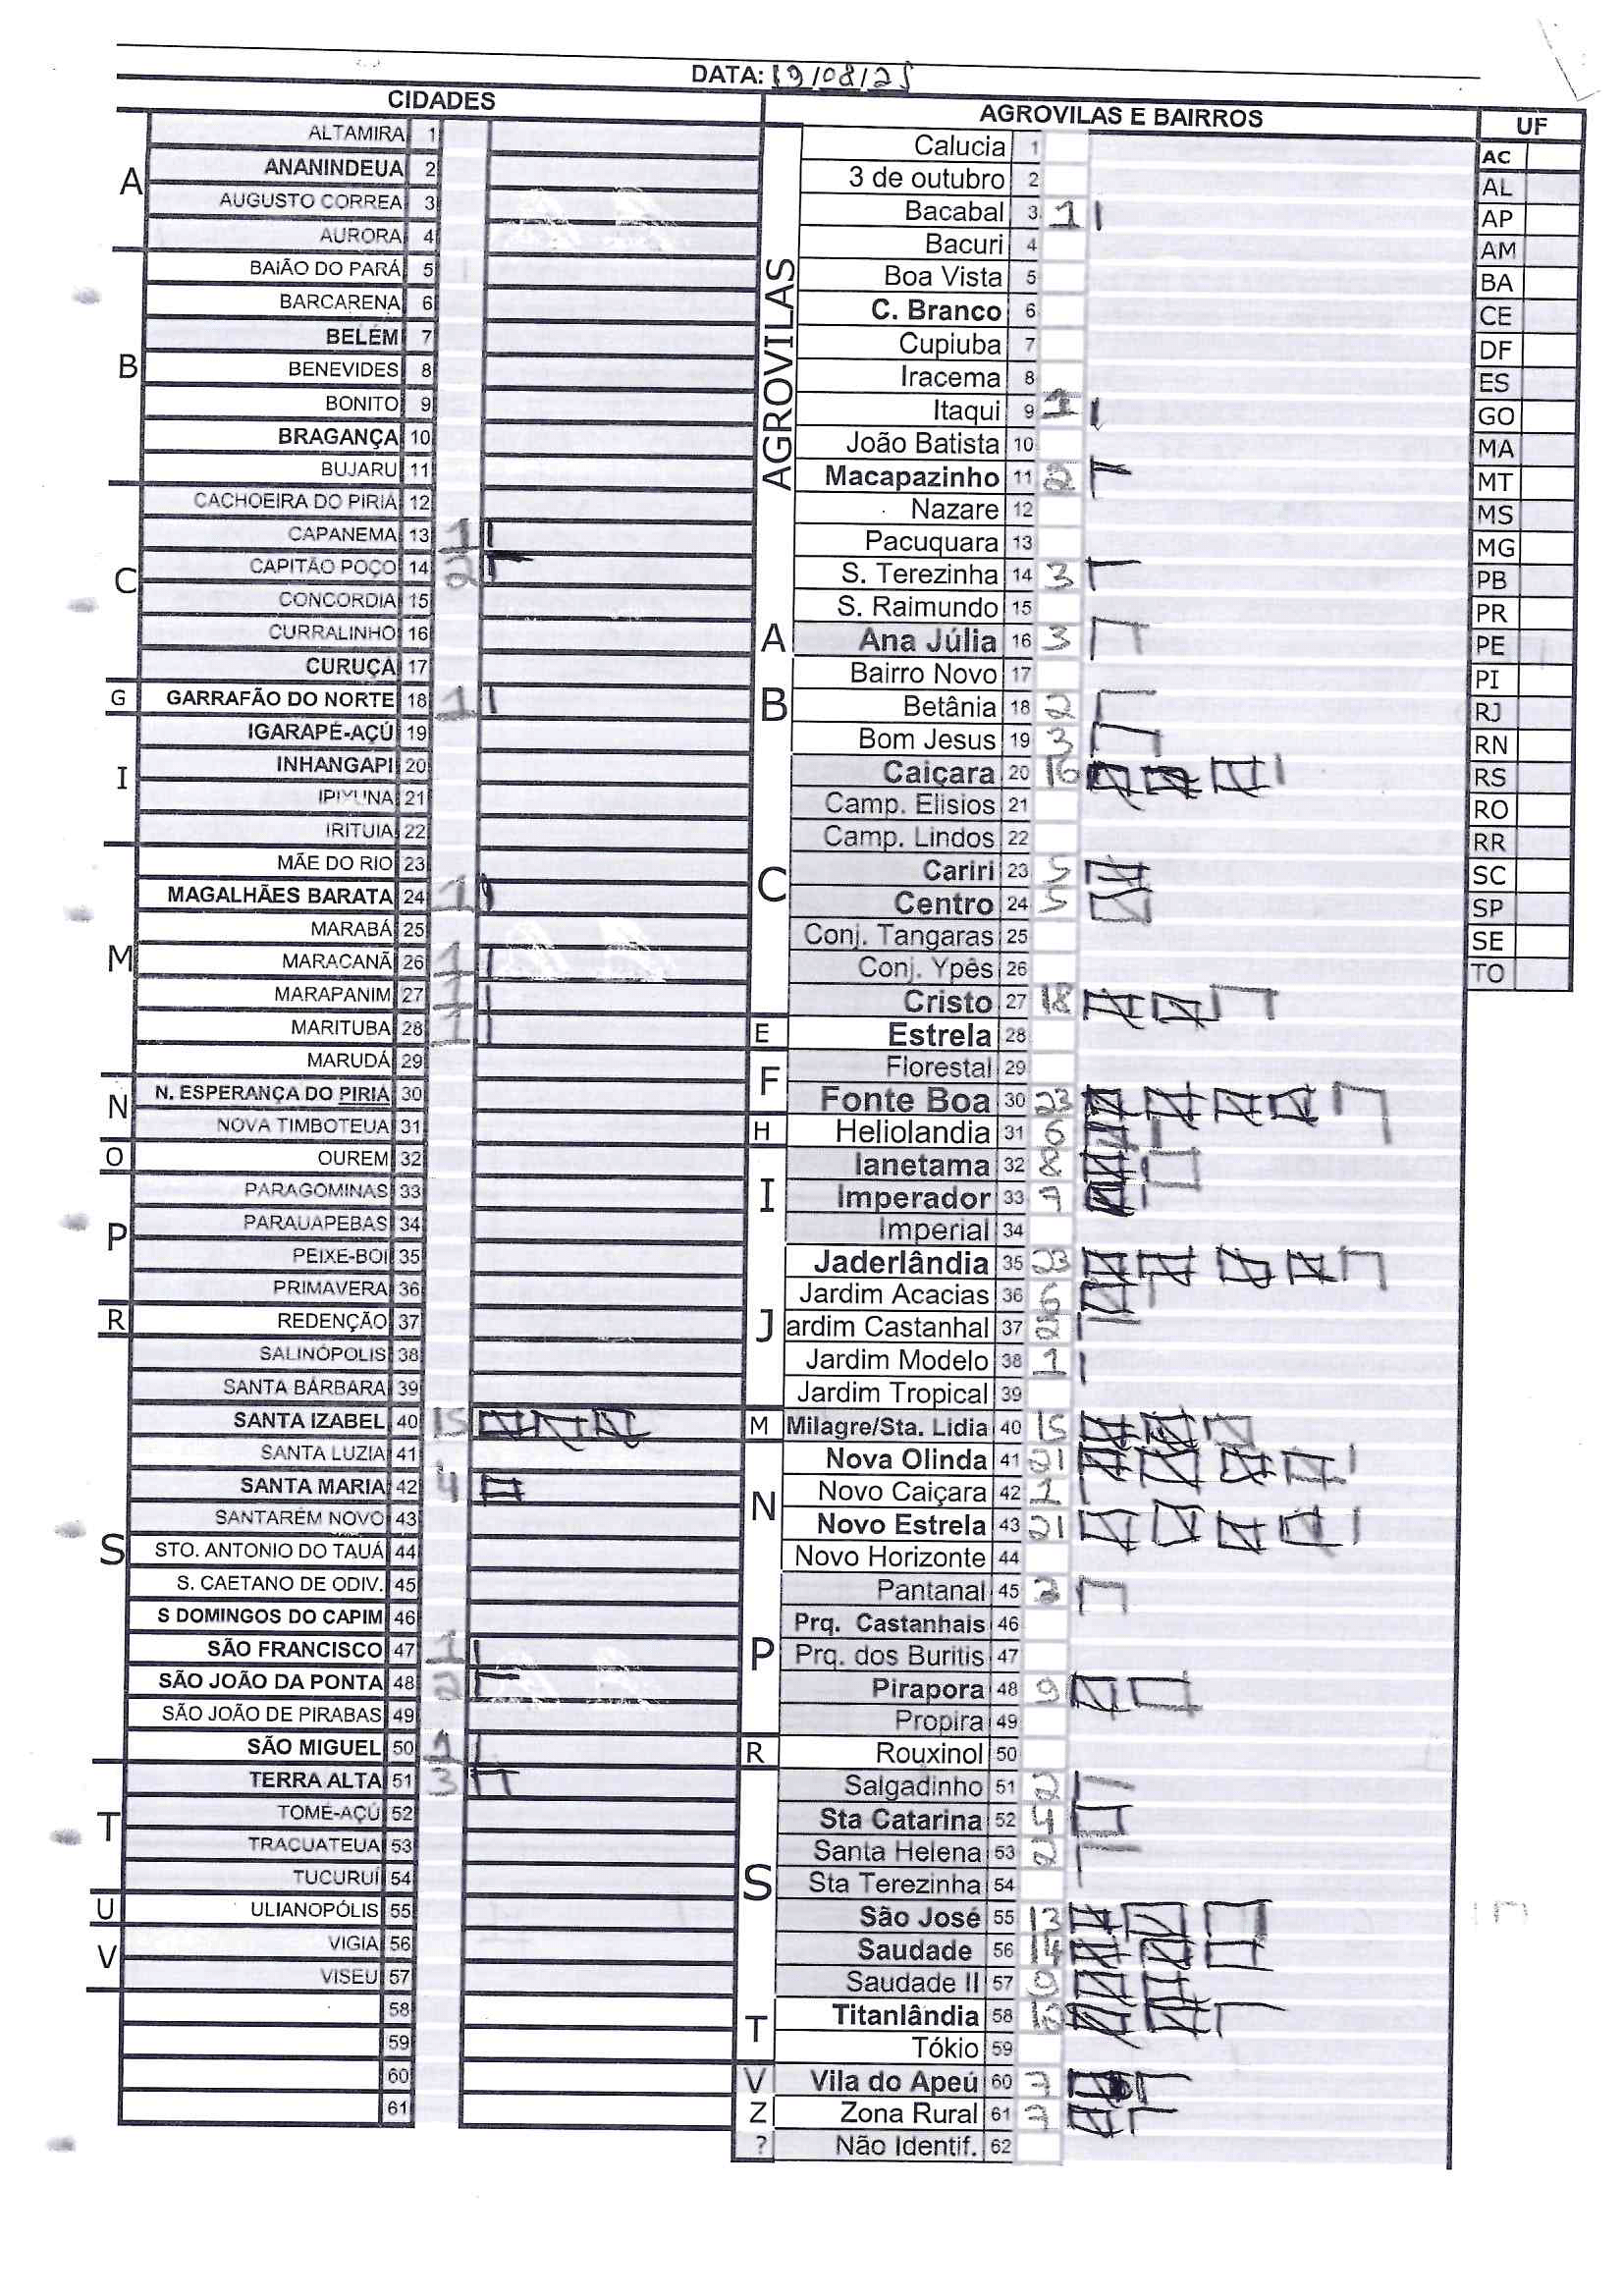 DATA: 19/08/25
CIDADES
A
ALTAMIRA 1
ANANINDEUA 2
AUGUSTO CORREA 3
AURORA 4
B
BAIÃO DO PARÁ 5
BARCARENA 6
BELÉM 7
BENEVIDES 8
BONITO 9
BRAGANÇA 10
BUJARU 11
C
CACHOEIRA DO PIRIÁ 12
CAPANEMA 13 1
CAPITÃO POÇO 14 2
CONCORDIA 15
CURRALINHO 16
CURUÇÁ 17
G
GARRAFÃO DO NORTE 18 1
I
IGARAPÉ-AÇÚ 19
INHANGAPI 20
IPIXUNA 21
IRITUIA 22
M
MÃE DO RIO 23
MAGALHÃES BARATA 24 1
MARABÁ 25
MARACANÃ 26 1
MARAPANIM 27 1
MARITUBA 28 1
MARUDÁ 29
N
N. ESPERANÇA DO PIRIÁ 30
NOVA TIMBOTEUA 31
O
OUREM 32
P
PARAGOMINAS 33
PARAUAPEBAS 34
PEIXE-BOI 35
PRIMAVERA 36
R
REDENÇÃO 37
S
SALINÓPOLIS 38
SANTA BÁRBARA 39
SANTA IZABEL 40 15
SANTA LUZIA 41
SANTA MARIA 42 4
SANTARÉM NOVO 43
STO. ANTONIO DO TAUÁ 44
S. CAETANO DE ODIV. 45
S DOMINGOS DO CAPIM 46
SÃO FRANCISCO 47 1
SÃO JOÃO DA PONTA 48 2
SÃO JOÃO DE PIRABAS 49
SÃO MIGUEL 50 1
T
TERRA ALTA 51 3
TOMÉ-AÇÚ 52
TRACUATEUA 53
TUCURUÍ 54
U
ULIANOPÓLIS 55
V
VIGIA 56
VISEU 57
58
59
60
61
AGROVILAS E BAIRROS
AGROVILAS
Calucia 1
3 de outubro 2
Bacabal 3 1
Bacuri 4
Boa Vista 5
C. Branco 6
Cupiuba 7
Iracema 8
Itaqui 9 1
João Batista 10
Macapazinho 11 2
Nazare 12
Pacuquara 13
S. Terezinha 14 3
S. Raimundo 15
A
Ana Júlia 16 3
B
Bairro Novo 17
Betânia 18 2
Bom Jesus 19 3
C
Caiçara 20 16
Camp. Elisios 21
Camp. Lindos 22
Cariri 23 5
Centro 24 5
Conj. Tangaras 25
Conj. Ypês 26
Cristo 27 18
E
Estrela 28
F
Florestal 29
Fonte Boa 30 23
H
Heliolandia 31 6
I
Ianetama 32 8
Imperador 33 7
Imperial 34
J
Jaderlândia 35 23
Jardim Acacias 36 6
ardim Castanhal 37 2
Jardim Modelo 38 1
Jardim Tropical 39
M
Milagre/Sta. Lidia 40 15
N
Nova Olinda 41 21
Novo Caiçara 42 1
Novo Estrela 43 21
Novo Horizonte 44
P
Pantanal 45
Prq. Castanhais 46
Prq. dos Buritis 47
Pirapora 48 9
Propira 49
R
Rouxinol 50
S
Salgadinho 51 2
Sta Catarina 52 4
Santa Helena 53 2
Sta Terezinha 54
São José 55 13
Saudade 56 14
Saudade II 57
T
Titanlândia 58 12
Tókio 59
V
Vila do Apeú 60 7
Z
Zona Rural 61 7
?
Não Identif. 62
UF
AC
AL
AP
AM
BA
CE
DF
ES
GO
MA
MT
MS
MG
PB
PR
PE
PI
RJ
RN
RS
RO
RR
SC
SP
SE
TO